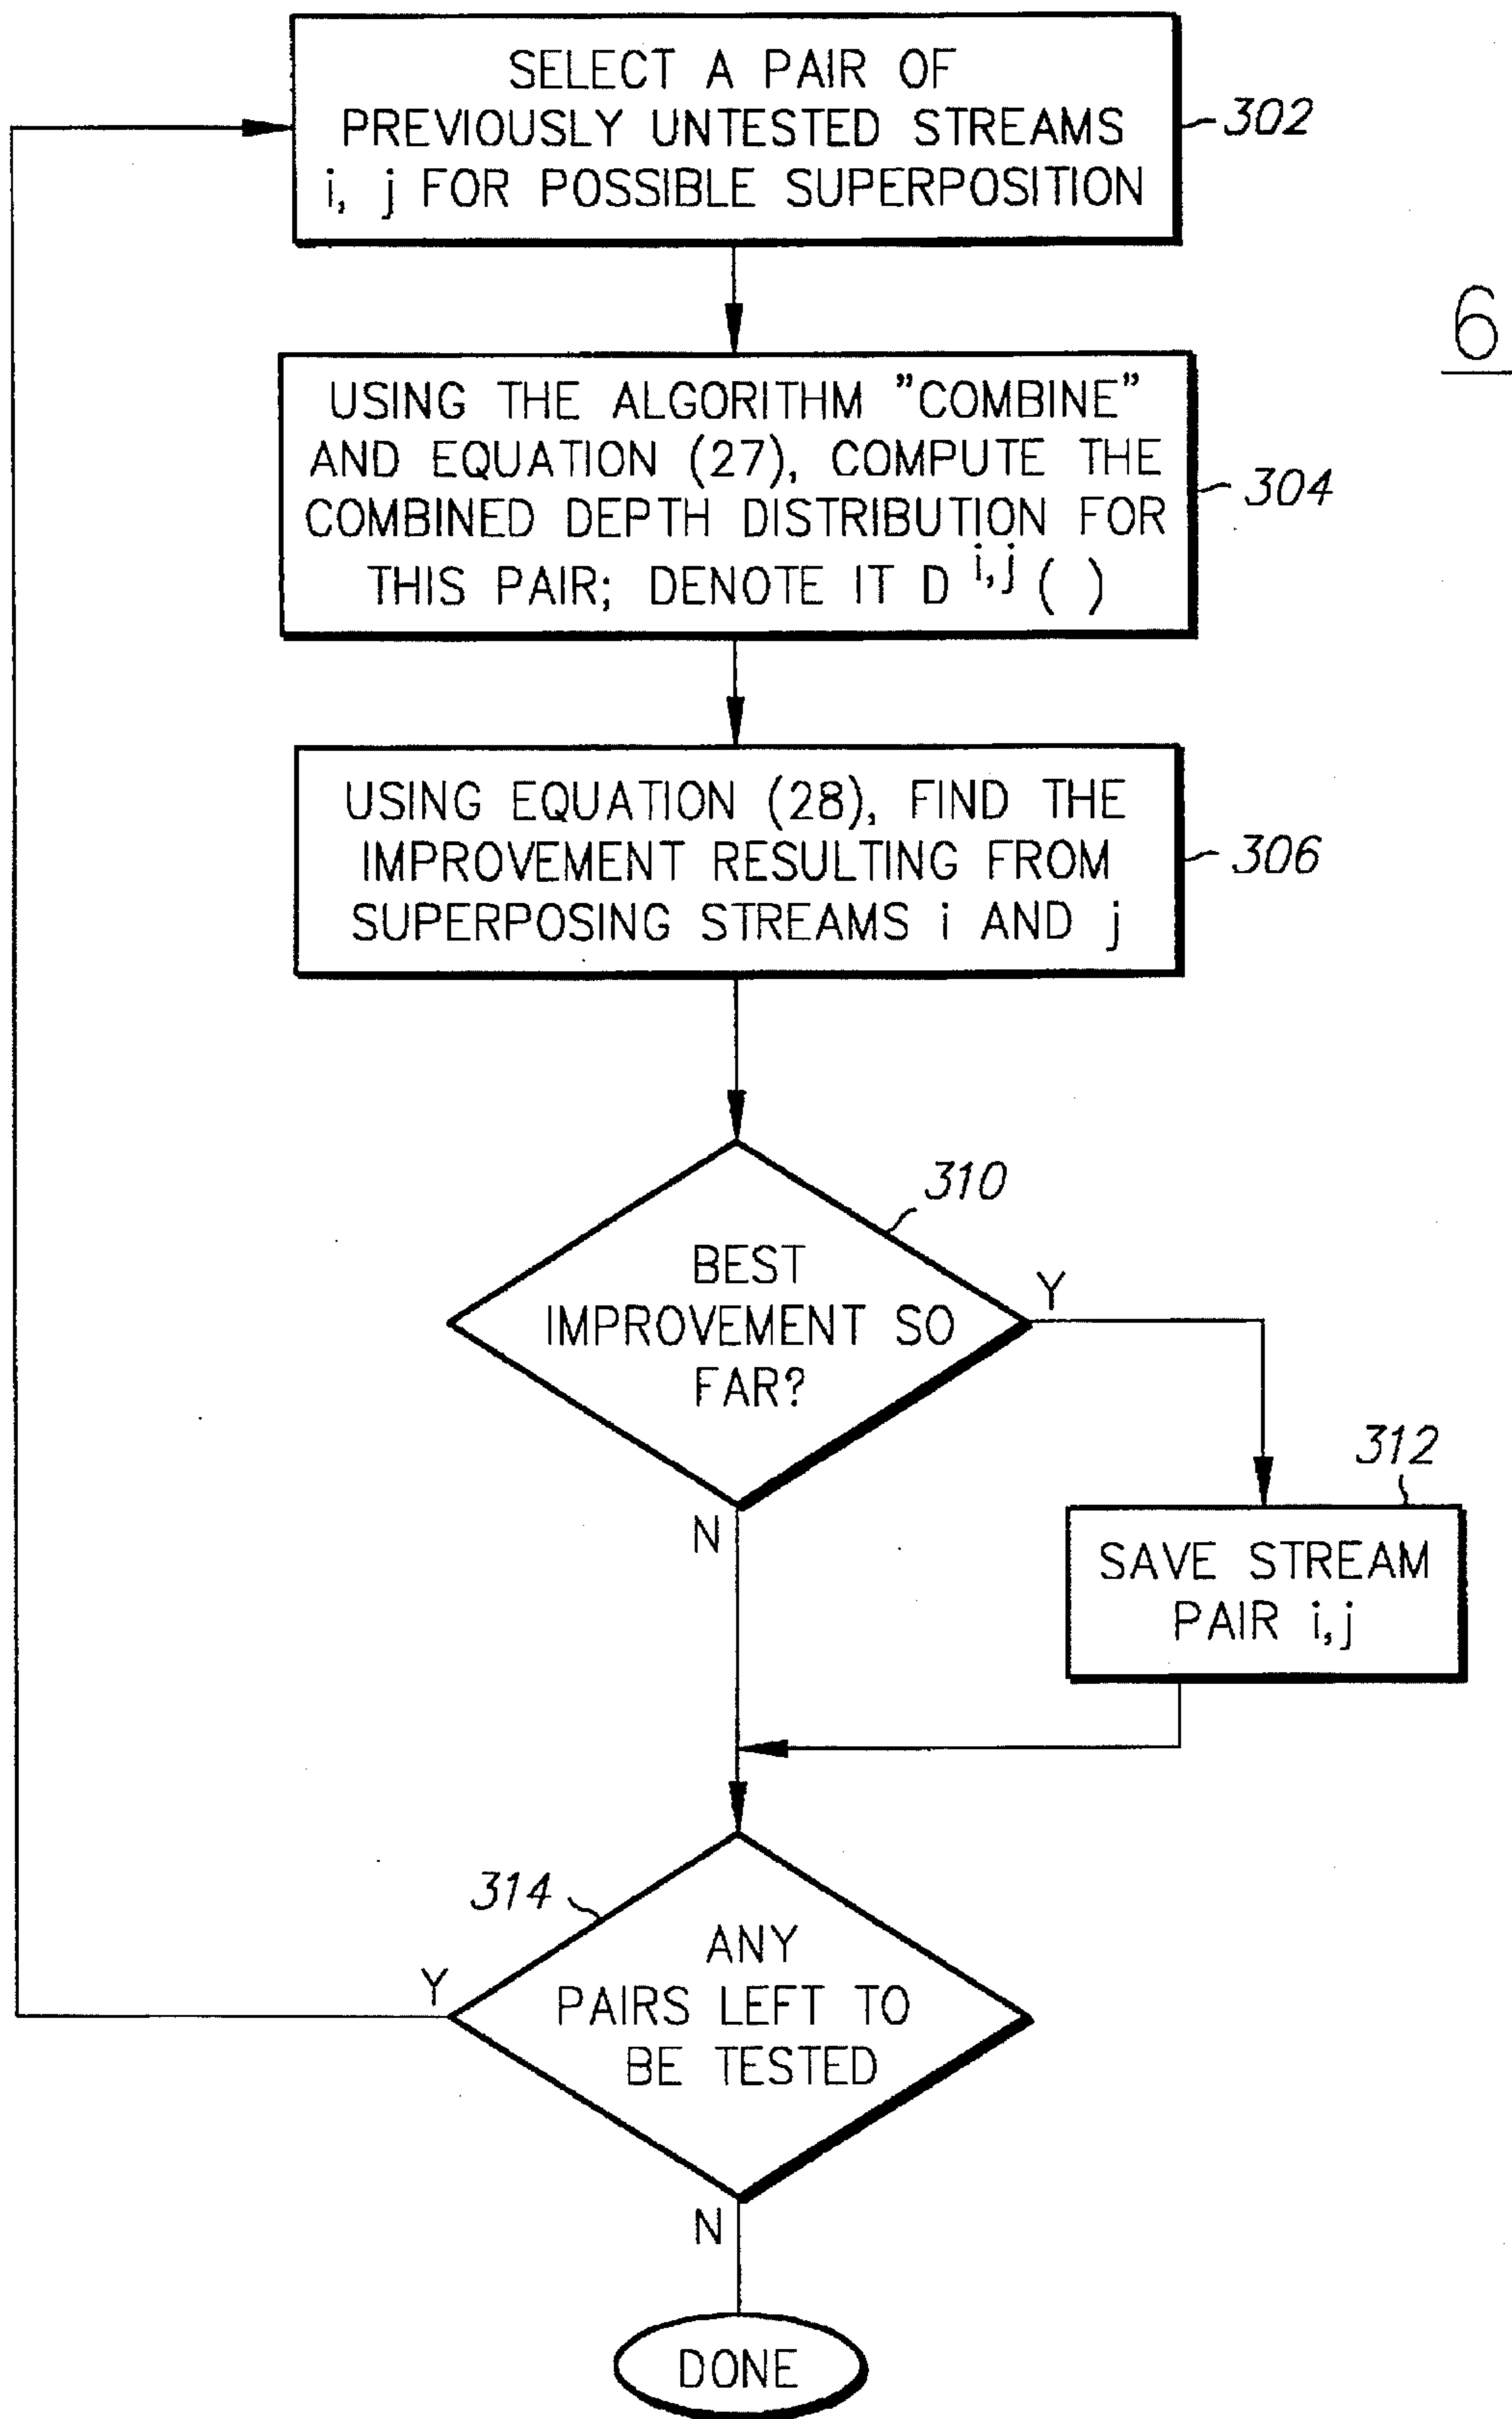 SELECT A PAIR OF
PREVIOUSLY UNTESTED STREAMS
i, j FOR POSSIBLE SUPERPOSITION
302
6
USING THE ALGORITHM "COMBINE"
AND EQUATION (27), COMPUTE THE
COMBINED DEPTH DISTRIBUTION FOR
THIS PAIR; DENOTE IT D i,j ( )
304
USING EQUATION (28), FIND THE
IMPROVEMENT RESULTING FROM
SUPERPOSING STREAMS i AND j
306
310
BEST
IMPROVEMENT SO
FAR?
Y
N
312
SAVE STREAM
PAIR i,j
314
ANY
PAIRS LEFT TO
BE TESTED
Y
N
DONE